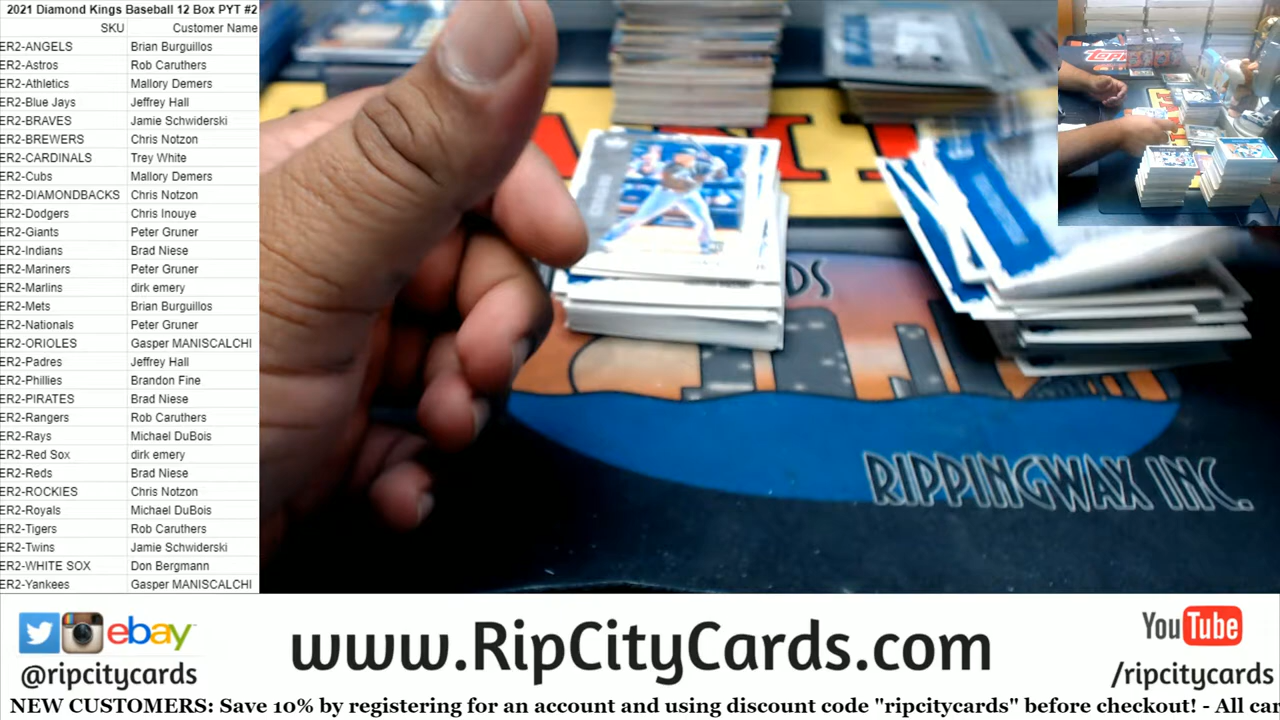 2021 Diamond Kings Baseball 12 Box PYT #2
SKU Customer Name
ER2-ANGELS Brian Burguillos
ER2-Astros Rob Caruthers
ER2-Athletics Mallory Demers
ER2-Blue Jays Jeffrey Hall
ER2-BRAVES Jamie Schwiderski
ER2-BREWERS Chris Notzon
ER2-CARDINALS Trey White
ER2-Cubs Mallory Demers
ER2-DIAMONDBACKS Chris Notzon
ER2-Dodgers Chris Inouye
ER2-Giants Peter Gruner
ER2-Indians Brad Niese
ER2-Mariners Peter Gruner
ER2-Marlins dirk emery
ER2-Mets Brian Burguillos
ER2-Nationals Peter Gruner
ER2-ORIOLES Gasper MANISCALCHI
ER2-Padres Jeffrey Hall
ER2-Phillies Brandon Fine
ER2-PIRATES Brad Niese
ER2-Rangers Rob Caruthers
ER2-Rays Michael DuBois
ER2-Red Sox dirk emery
ER2-Reds Brad Niese
ER2-ROCKIES Chris Notzon
ER2-Royals Michael DuBois
ER2-Tigers Rob Caruthers
ER2-Twins Jamie Schwiderski
ER2-WHITE SOX Don Bergmann
ER2-Yankees Gasper MANISCALCHI
RIPPINGWAX INC.
ebay
@ripcitycards
www.RipCityCards.com
YouTube
/ripcitycards
NEW CUSTOMERS: Save 10% by registering for an account and using discount code "ripcitycards" before checkout! - All car